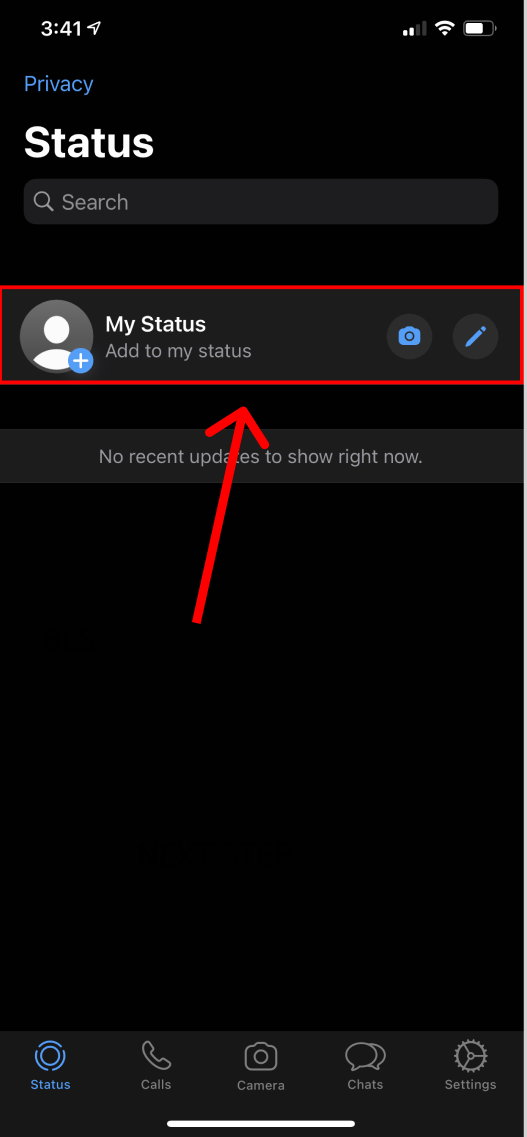 3:41
Privacy
Status
Search
My Status
Add to my status
No recent updates to show right now.
Status
Calls
Camera
Chats
Settings